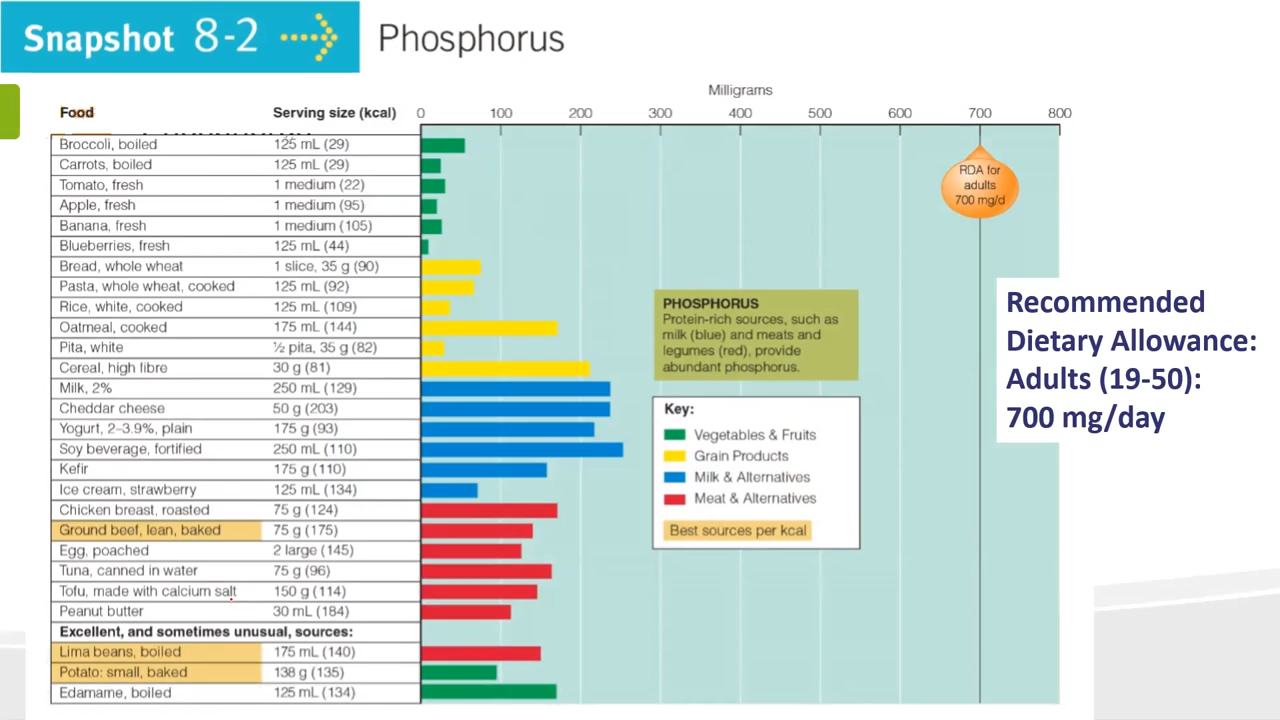 Snapshot 8-2 Phosphorus
Milligrams
Food Serving size (kcal) 0 100 200 300 400 500 600 700 800
Broccoli, boiled 125 mL (29)
Carrots, boiled 125 mL (29)
Tomato, fresh 1 medium (22)
Apple, fresh 1 medium (95)
Banana, fresh 1 medium (105)
Blueberries, fresh 125 mL (44)
Bread, whole wheat 1 slice, 35 g (90)
Pasta, whole wheat, cooked 125 mL (92)
Rice, white, cooked 125 mL (109)
Oatmeal, cooked 175 mL (144)
Pita, white ½ pita, 35 g (82)
Cereal, high fibre 30 g (81)
Milk, 2% 250 mL (129)
Cheddar cheese 50 g (203)
Yogurt, 2–3.9%, plain 175 g (93)
Soy beverage, fortified 250 mL (110)
Kefir 175 g (110)
Ice cream, strawberry 125 mL (134)
Chicken breast, roasted 75 g (124)
Ground beef, lean, baked 75 g (175)
Egg, poached 2 large (145)
Tuna, canned in water 75 g (96)
Tofu, made with calcium salt 150 g (114)
Peanut butter 30 mL (184)
Excellent, and sometimes unusual, sources:
Lima beans, boiled 175 mL (140)
Potato: small, baked 138 g (135)
Edamame, boiled 125 mL (134)
RDA for
adults
700 mg/d
PHOSPHORUS
Protein-rich sources, such as
milk (blue) and meats and
legumes (red), provide
abundant phosphorus.
Key:
Vegetables & Fruits
Grain Products
Milk & Alternatives
Meat & Alternatives
Best sources per kcal
Recommended
Dietary Allowance:
Adults (19-50):
700 mg/day